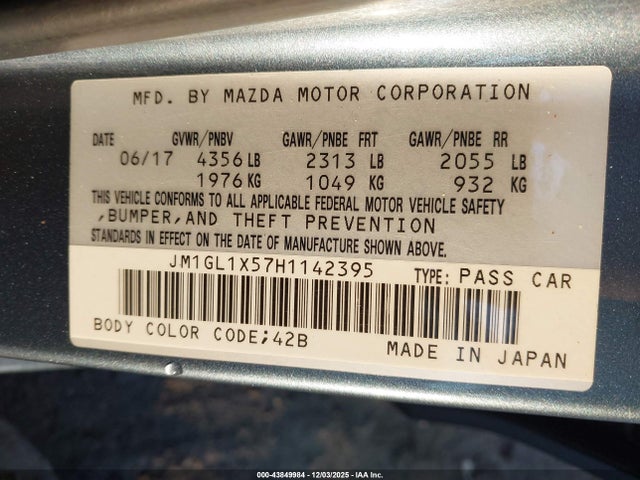 MFD. BY MAZDA MOTOR CORPORATION
DATE GVWR/PNBV GAWR/PNBE FRT GAWR/PNBE RR
06/17 4356 LB 2313 LB 2055 LB
1976 KG 1049 KG 932 KG
THIS VEHICLE CONFORMS TO ALL APPLICABLE FEDERAL MOTOR VEHICLE SAFETY
,BUMPER,AND THEFT PREVENTION
STANDARDS IN EFFECT ON THE DATE OF MANUFACTURE SHOWN ABOVE.
JM1GL1X57H1142395 TYPE: PASS CAR
BODY COLOR CODE;42B MADE IN JAPAN
000-43849984 - 12/03/2025 - IAA Inc.